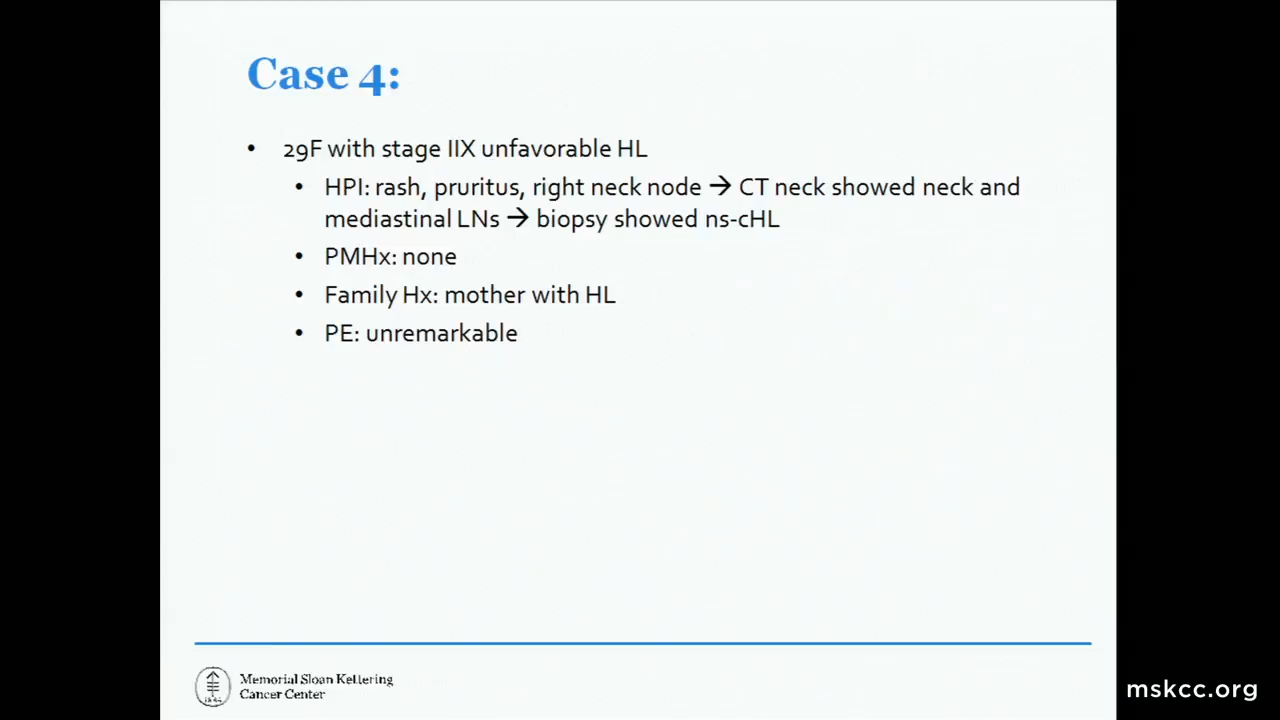 Case 4:
• 29F with stage IIX unfavorable HL
• HPI: rash, pruritus, right neck node → CT neck showed neck and
mediastinal LNs → biopsy showed ns-cHL
• PMHx: none
• Family Hx: mother with HL
• PE: unremarkable
Memorial Sloan Kettering
Cancer Center
mskcc.org